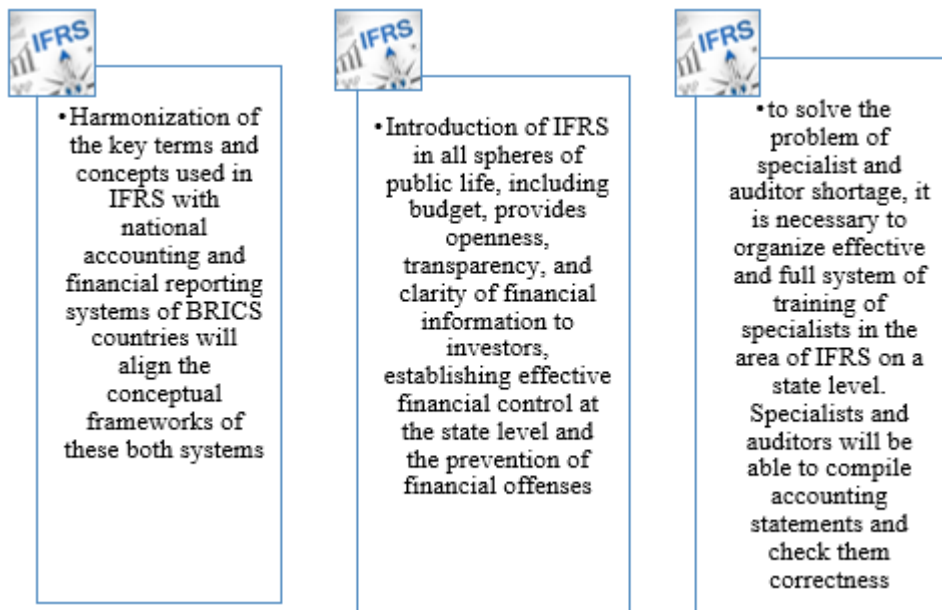 IFRS
•Harmonization of
the key terms and
concepts used in
IFRS with
national
accounting and
financial reporting
systems of BRICS
countries will
align the
conceptual
frameworks of
these both systems
IFRS
•Introduction of IFRS
in all spheres of
public life, including
budget, provides
openness,
transparency, and
clarity of financial
information to
investors,
establishing effective
financial control at
the state level and
the prevention of
financial offenses
IFRS
•to solve the
problem of
specialist and
auditor shortage, it
is necessary to
organize effective
and full system of
training of
specialists in the
area of IFRS on a
state level.
Specialists and
auditors will be
able to compile
accounting
statements and
check them
correctness